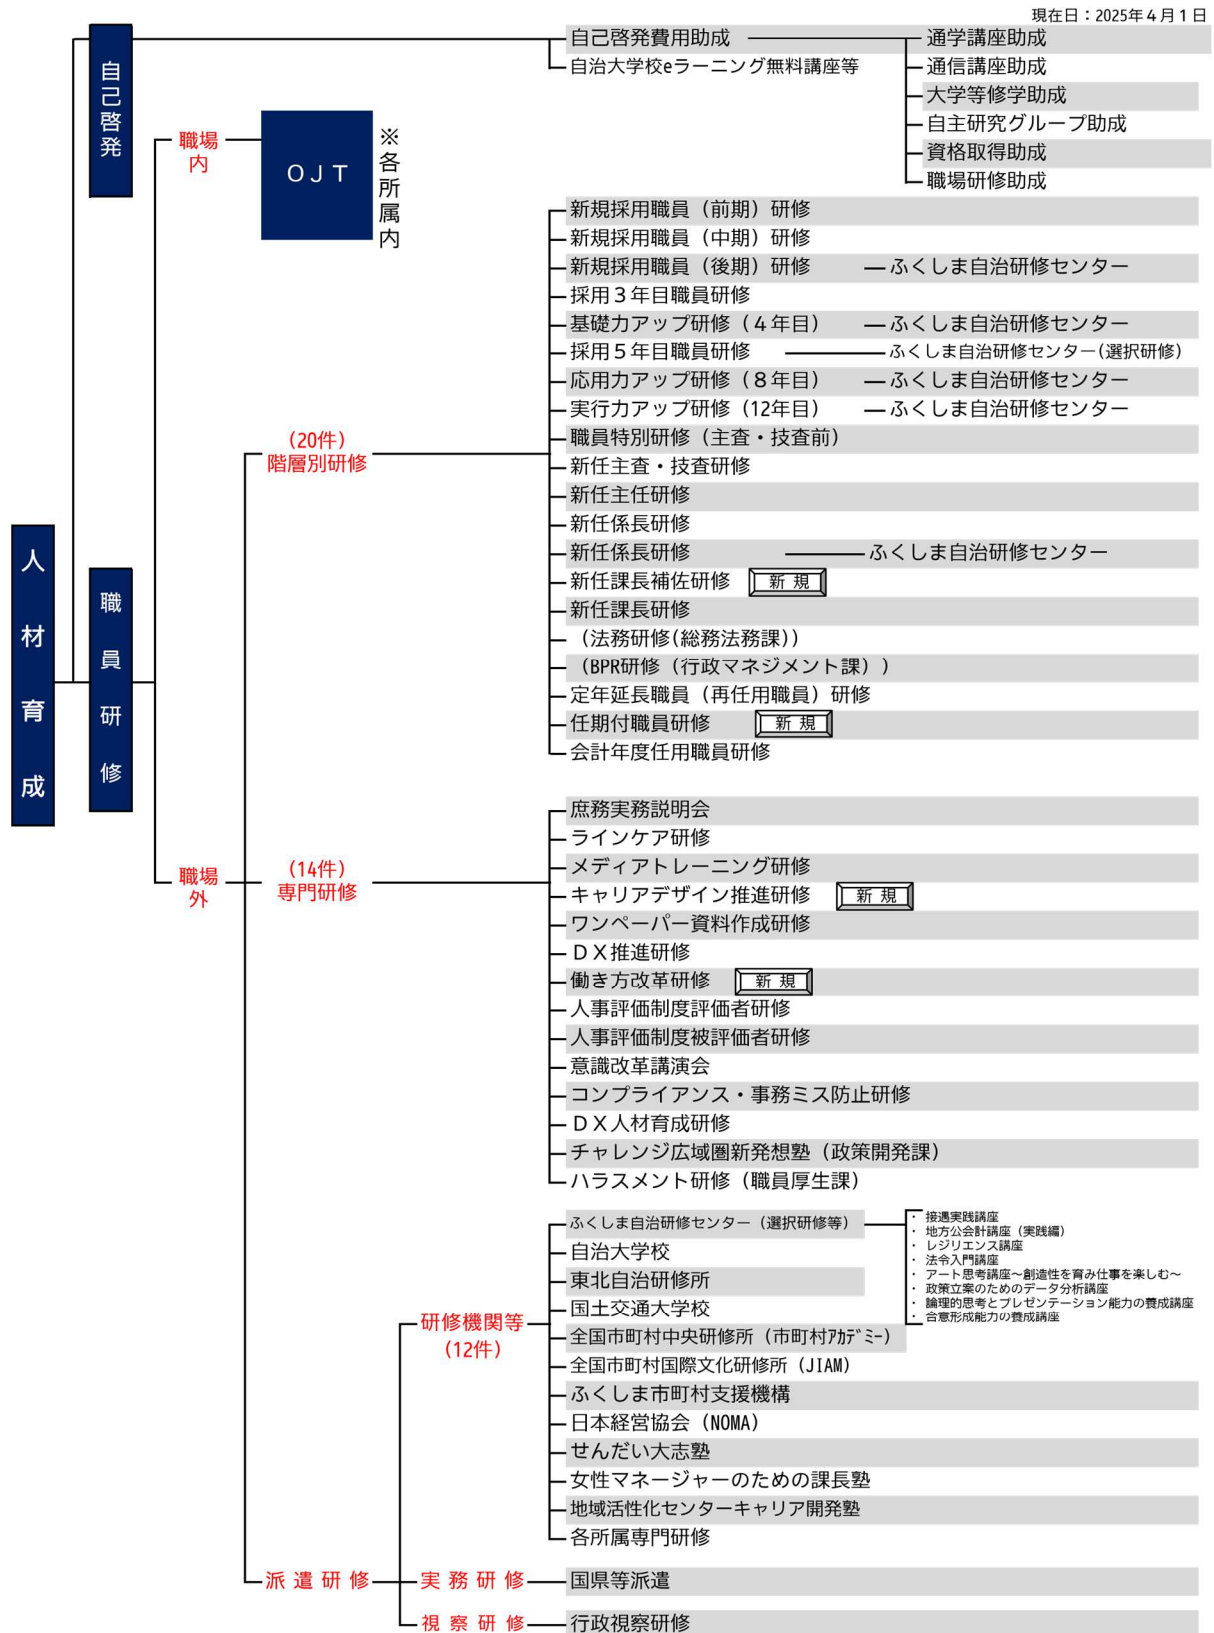 現在日：2025年４月１日
人材育成
自己啓発
自己啓発費用助成
通学講座助成
通信講座助成
大学等修学助成
自主研究グループ助成
資格取得助成
職場研修助成
自治大学校eラーニング無料講座等
職員研修
職場内
ＯＪＴ
※各所属内
職場外
(20件)
階層別研修
新規採用職員（前期）研修
新規採用職員（中期）研修
新規採用職員（後期）研修 ふくしま自治研修センター
採用３年目職員研修
基礎力アップ研修（４年目） ふくしま自治研修センター
採用５年目職員研修 ふくしま自治研修センター(選択研修)
応用力アップ研修（８年目） ふくしま自治研修センター
実行力アップ研修（12年目） ふくしま自治研修センター
職員特別研修（主査・技査前）
新任主査・技査研修
新任主任研修
新任係長研修
新任係長研修 ふくしま自治研修センター
新任課長補佐研修 新規
新任課長研修
（法務研修(総務法務課)）
（BPR研修（行政マネジメント課））
定年延長職員（再任用職員）研修
任期付職員研修 新規
会計年度任用職員研修
(14件)
専門研修
庶務実務説明会
ラインケア研修
メディアトレーニング研修
キャリアデザイン推進研修 新規
ワンペーパー資料作成研修
ＤＸ推進研修
働き方改革研修 新規
人事評価制度評価者研修
人事評価制度被評価者研修
意識改革講演会
コンプライアンス・事務ミス防止研修
ＤＸ人材育成研修
チャレンジ広域圏新発想塾（政策開発課）
ハラスメント研修（職員厚生課）
派遣研修
研修機関等
(12件)
ふくしま自治研修センター（選択研修等）
・ 接遇実践講座
・ 地方公会計講座（実践編）
・ レジリエンス講座
・ 法令入門講座
・ アート思考講座～創造性を育み仕事を楽しむ～
・ 政策立案のためのデータ分析講座
・ 論理的思考とプレゼンテーション能力の養成講座
・ 合意形成能力の養成講座
自治大学校
東北自治研修所
国土交通大学校
全国市町村中央研修所（市町村ｱｶﾃﾞﾐｰ）
全国市町村国際文化研修所（JIAM）
ふくしま市町村支援機構
日本経営協会（NOMA）
せんだい大志塾
女性マネージャーのための課長塾
地域活性化センターキャリア開発塾
各所属専門研修
実務研修
国県等派遣
視察研修
行政視察研修